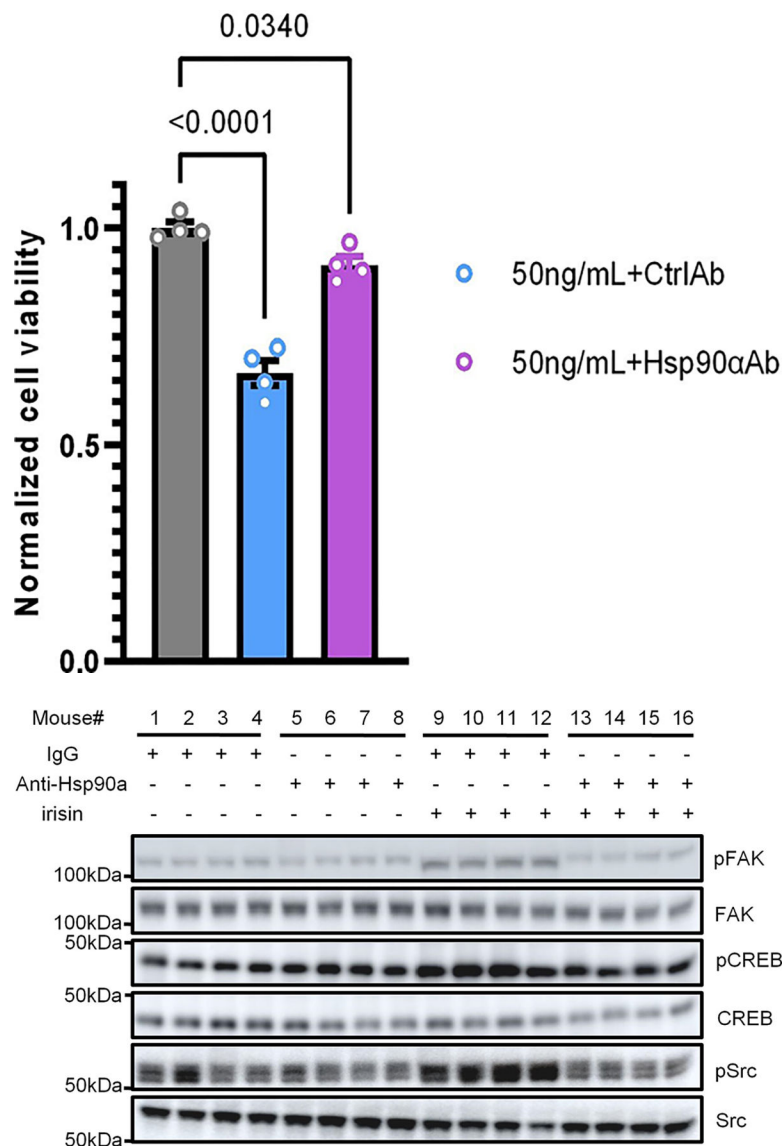 0.0340
<0.0001
Normalized cell viability
1.0
0.5
0.0
50ng/mL+CtrlAb
50ng/mL+Hsp90αAb
Mouse# 1 2 3 4 5 6 7 8 9 10 11 12 13 14 15 16
IgG + + + + - - - - + + + + - - - -
Anti-Hsp90a - - - - + + + + - - - - + + + +
irisin - - - - - - - - + + + + + + + +
pFAK
100kDa
FAK
100kDa
50kDa
pCREB
50kDa
CREB
pSrc
50kDa
Src
50kDa